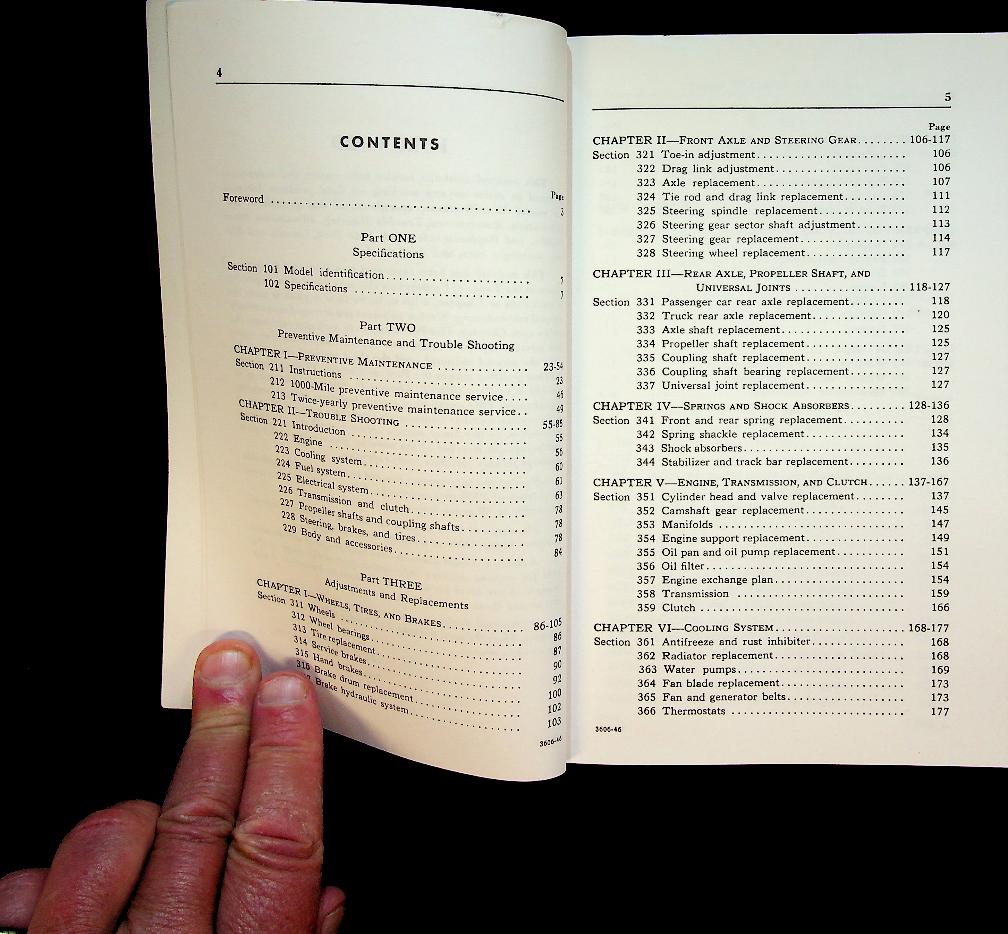 4
CONTENTS
Page
Foreword .......................................... 3
Part ONE
Specifications
Section 101 Model identification........................ 7
102 Specifications .............................. 7
Part TWO
Preventive Maintenance and Trouble Shooting
CHAPTER I—PREVENTIVE MAINTENANCE .............. 23-54
Section 211 Instructions .............................. 23
212 1000-Mile preventive maintenance service.... 45
213 Twice-yearly preventive maintenance service.. 49
CHAPTER II—TROUBLE SHOOTING .................... 55-85
Section 221 Introduction .............................. 55
222 Engine .................................... 56
223 Cooling system............................ 60
224 Fuel system................................ 61
225 Electrical system.......................... 63
226 Transmission and clutch.................... 78
227 Propeller shafts and coupling shafts.......... 78
228 Steering, brakes, and tires.................. 78
229 Body and accessories...................... 84
Part THREE
Adjustments and Replacements
CHAPTER I—WHEELS, TIRES, AND BRAKES.............. 86-105
Section 311 Wheels .................................. 86
312 Wheel bearings............................ 87
313 Tire replacement.......................... 90
314 Service brakes............................ 92
315 Hand brakes.............................. 100
316 Brake drum replacement.................... 102
Brake hydraulic system.................... 103
3606-46
5
Page
CHAPTER II—FRONT AXLE AND STEERING GEAR........ 106-117
Section 321 Toe-in adjustment........................ 106
322 Drag link adjustment...................... 106
323 Axle replacement.......................... 107
324 Tie rod and drag link replacement.......... 111
325 Steering spindle replacement.............. 112
326 Steering gear sector shaft adjustment........ 113
327 Steering gear replacement.................. 114
328 Steering wheel replacement................ 117
CHAPTER III—REAR AXLE, PROPELLER SHAFT, AND
UNIVERSAL JOINTS .................... 118-127
Section 331 Passenger car rear axle replacement......... 118
332 Truck rear axle replacement................ 120
333 Axle shaft replacement.................... 125
334 Propeller shaft replacement................ 125
335 Coupling shaft replacement................ 127
336 Coupling shaft bearing replacement.......... 127
337 Universal joint replacement................ 127
CHAPTER IV—SPRINGS AND SHOCK ABSORBERS......... 128-136
Section 341 Front and rear spring replacement.......... 128
342 Spring shackle replacement................ 134
343 Shock absorbers.......................... 135
344 Stabilizer and track bar replacement......... 136
CHAPTER V—ENGINE, TRANSMISSION, AND CLUTCH...... 137-167
Section 351 Cylinder head and valve replacement......... 137
352 Camshaft gear replacement................ 145
353 Manifolds ................................ 147
354 Engine support replacement................ 149
355 Oil pan and oil pump replacement............ 151
356 Oil filter................................ 154
357 Engine exchange plan...................... 154
358 Transmission ............................ 159
359 Clutch .................................. 166
CHAPTER VI—COOLING SYSTEM...................... 168-177
Section 361 Antifreeze and rust inhibiter................ 168
362 Radiator replacement...................... 168
363 Water pumps.............................. 169
364 Fan blade replacement.................... 173
365 Fan and generator belts.................... 173
366 Thermostats .............................. 177
3606-46